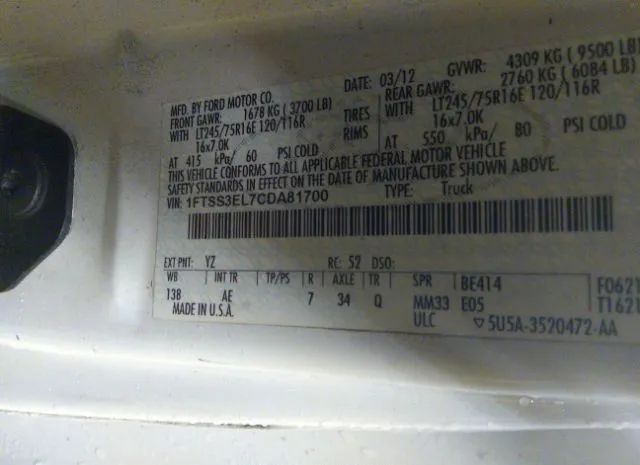 MFD. BY FORD MOTOR CO.
DATE: 03/12 GVWR: 4309 KG ( 9500 LB)
FRONT GAWR: 1678 KG ( 3700 LB) REAR GAWR: 2760 KG ( 6084 LB)
WITH LT245/75R16E 120/116R TIRES WITH LT245/75R16E 120/116R
16x7.0K RIMS 16x7.0K
AT 415 kPa/ 60 PSI COLD AT 550 kPa/ 80 PSI COLD
THIS VEHICLE CONFORMS TO ALL APPLICABLE FEDERAL MOTOR VEHICLE
SAFETY STANDARDS IN EFFECT ON THE DATE OF MANUFACTURE SHOWN ABOVE.
VIN: 1FTSS3EL7CDA81700 TYPE: Truck
EXT PNT: YZ RC: 52 DSO:
WB INT TR TP/PS R AXLE TR SPR BE414 F0621
138 AE 7 34 Q MM33 E05 T1621
MADE IN U.S.A. ULC ▽5U5A-3520472-AA